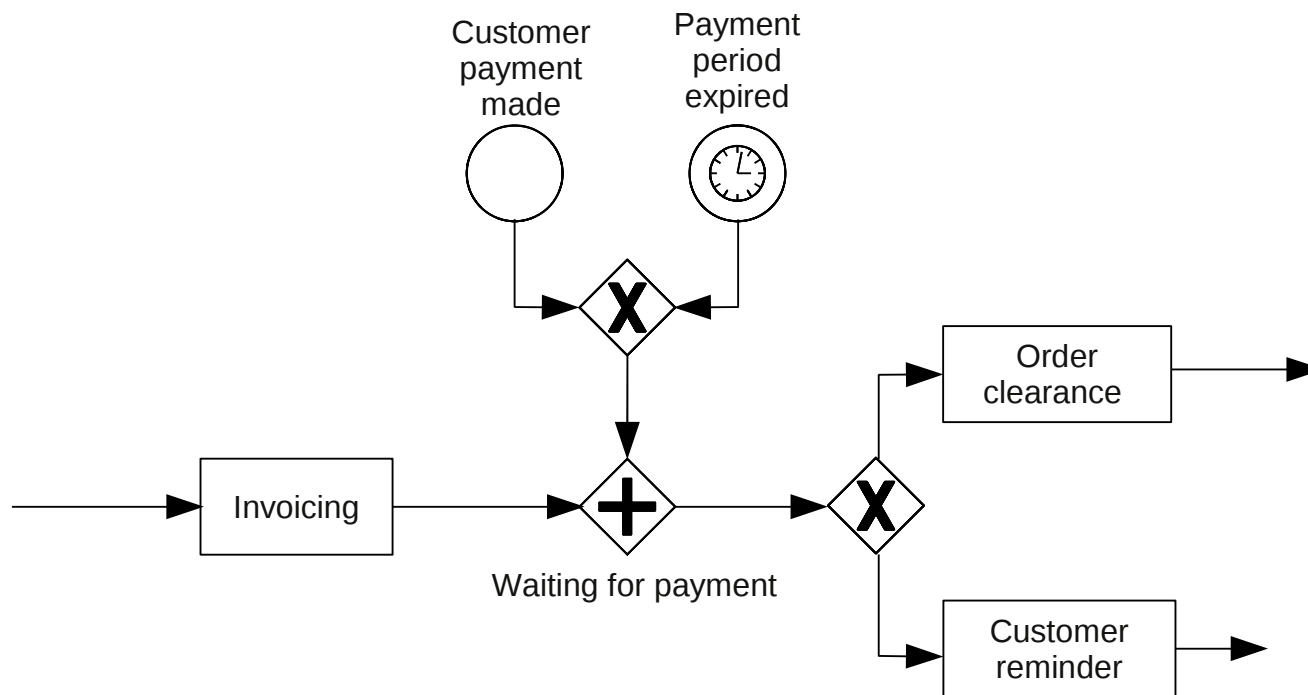 Customer
payment
made
Payment
period
expired
X
Invoicing
Waiting for payment
X
Order
clearance
Customer
reminder